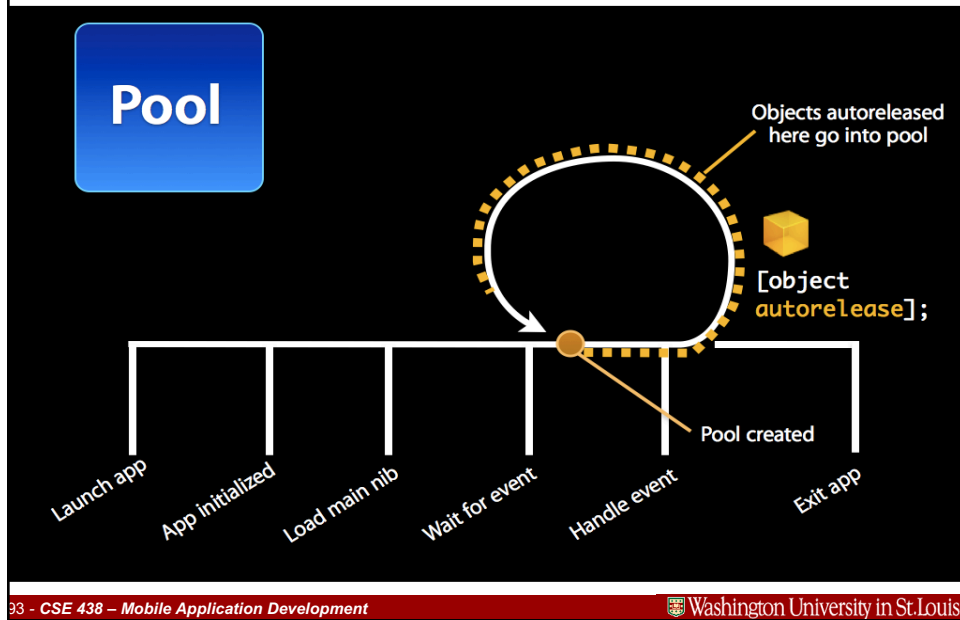 Pool
Objects autoreleased
here go into pool
[object
autorelease];
Pool created
Launch app
App initialized
Load main nib
Wait for event
Handle event
Exit app
93 - CSE 438 – Mobile Application Development
Washington University in St.Louis